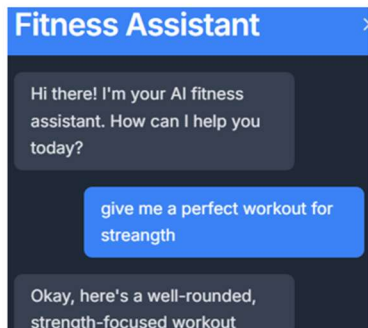 Fitness Assistant
Hi there! I'm your AI fitness
assistant. How can I help you
today?
give me a perfect workout for
streangth
Okay, here's a well-rounded,
strength-focused workout